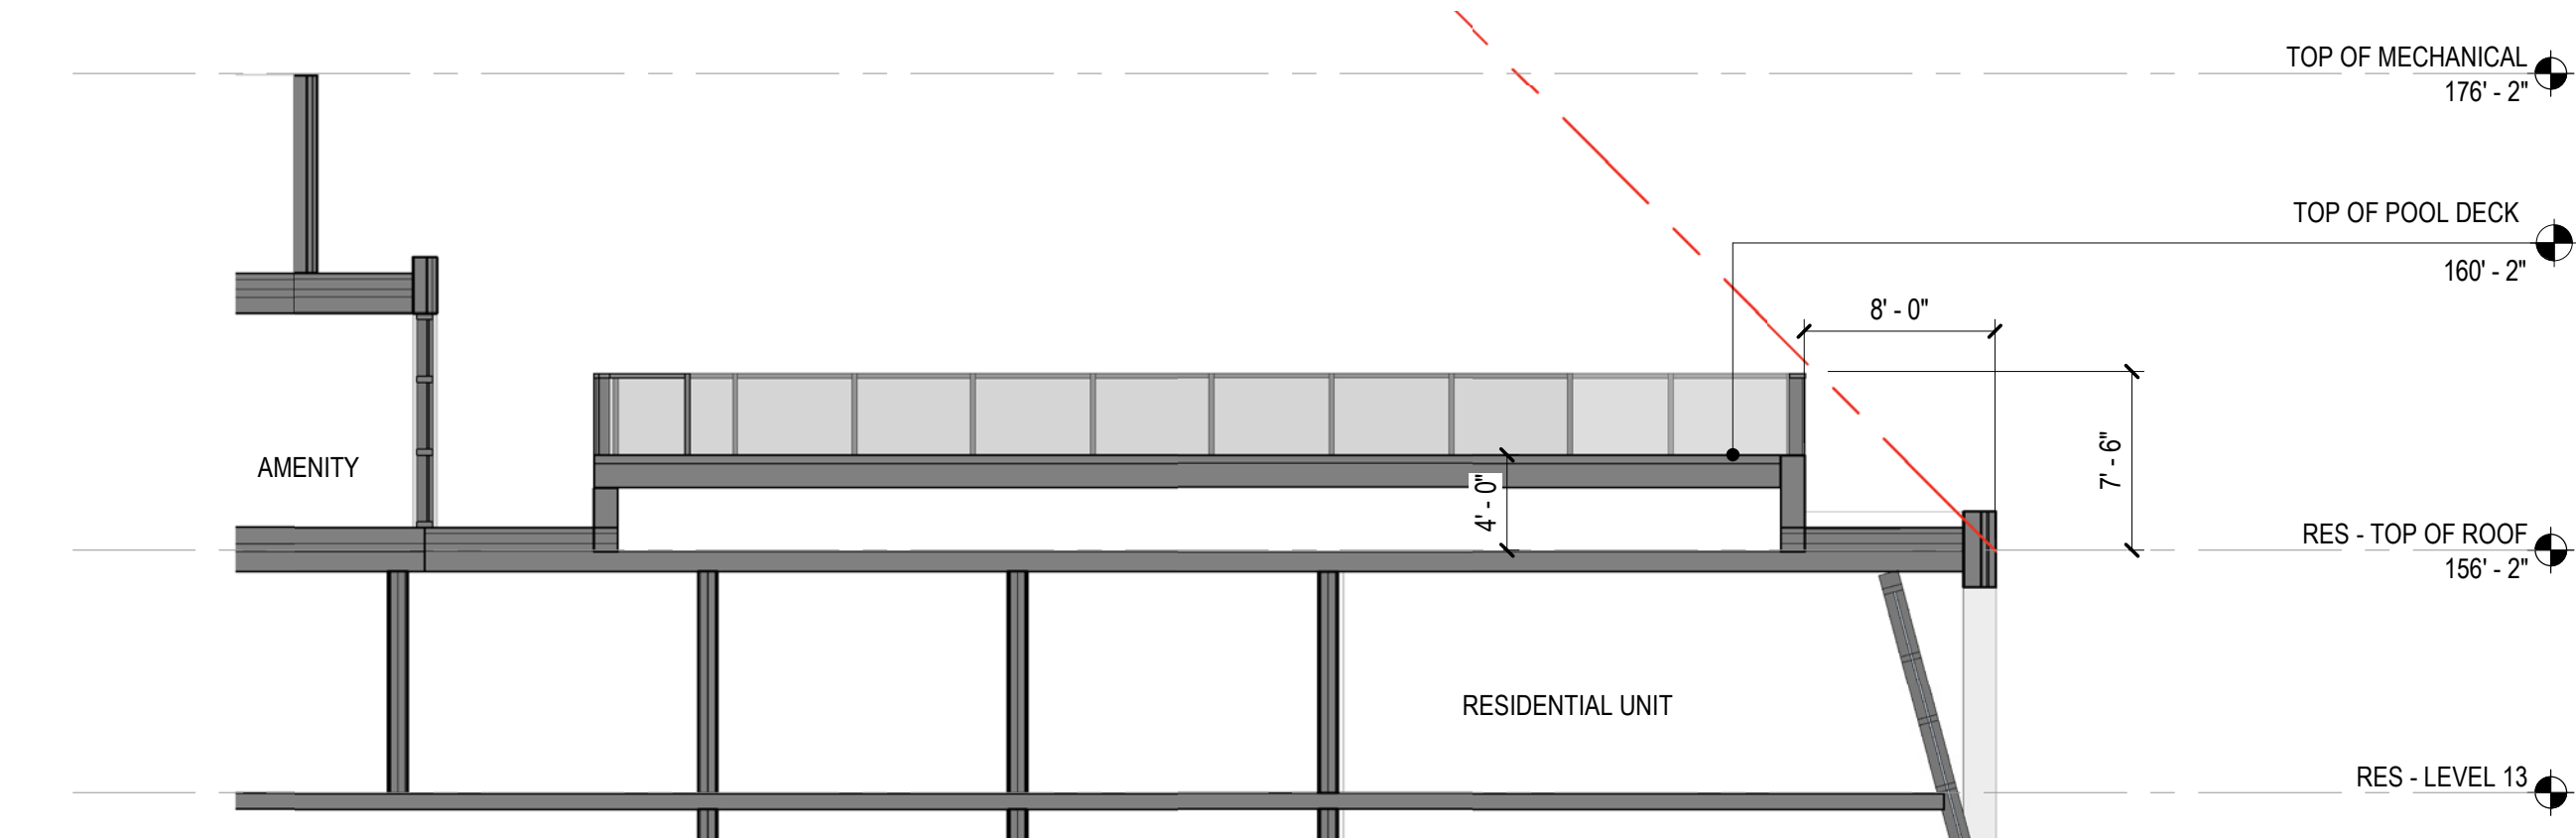 TOP OF MECHANICAL
176' - 2"
TOP OF POOL DECK
160' - 2"
8' - 0"
7' - 6"
4' - 0"
AMENITY
RES - TOP OF ROOF
156' - 2"
RESIDENTIAL UNIT
RES - LEVEL 13